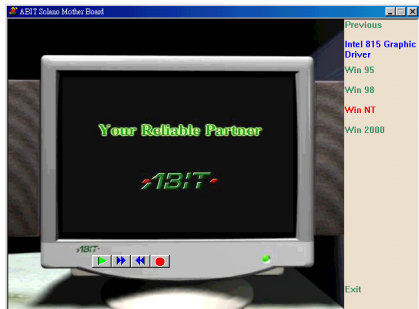 ABIT Solano Mother Board
Previous
Intel 815 Graphic
Driver
Win 95
Win 98
Win NT
Win 2000
Your Reliable Partner
ABIT
ABIT
Exit